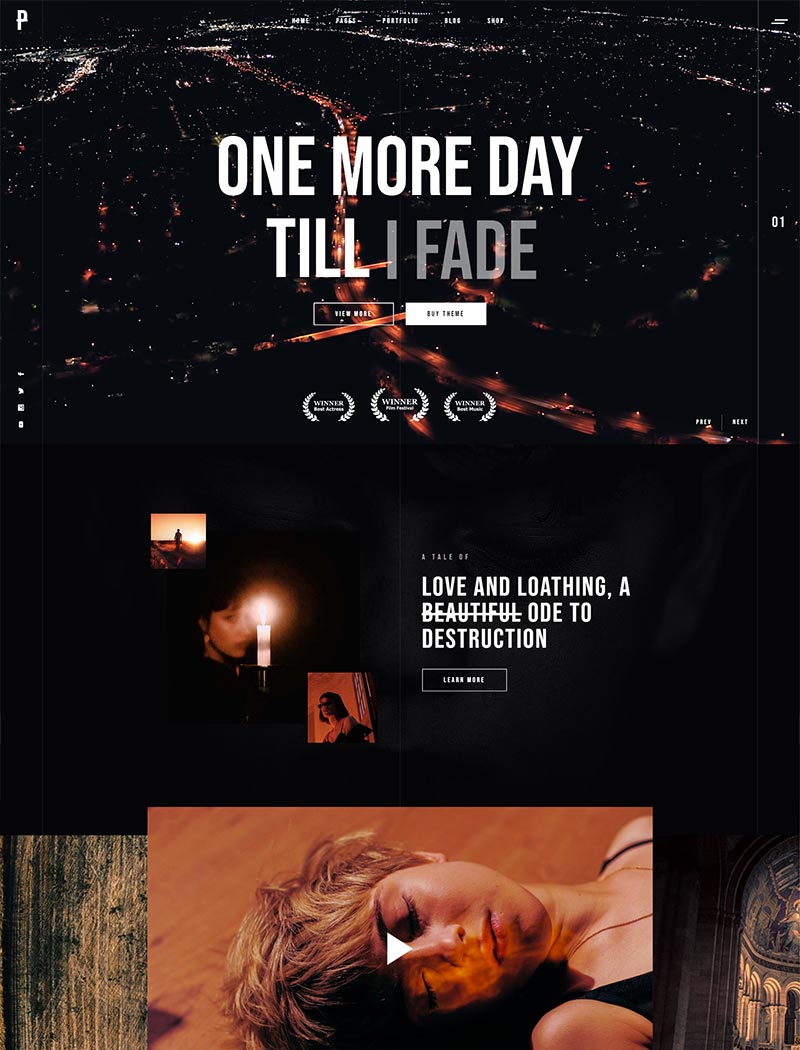 P
HOME PAGES PORTFOLIO BLOG SHOP
ONE MORE DAY
TILL I FADE
01
VIEW MORE BUY THEME
WINNER
Best Actress
WINNER
Film Festival
WINNER
Best Music
PREV NEXT
A TALE OF
LOVE AND LOATHING, A
BEAUTIFUL ODE TO
DESTRUCTION
LEARN MORE